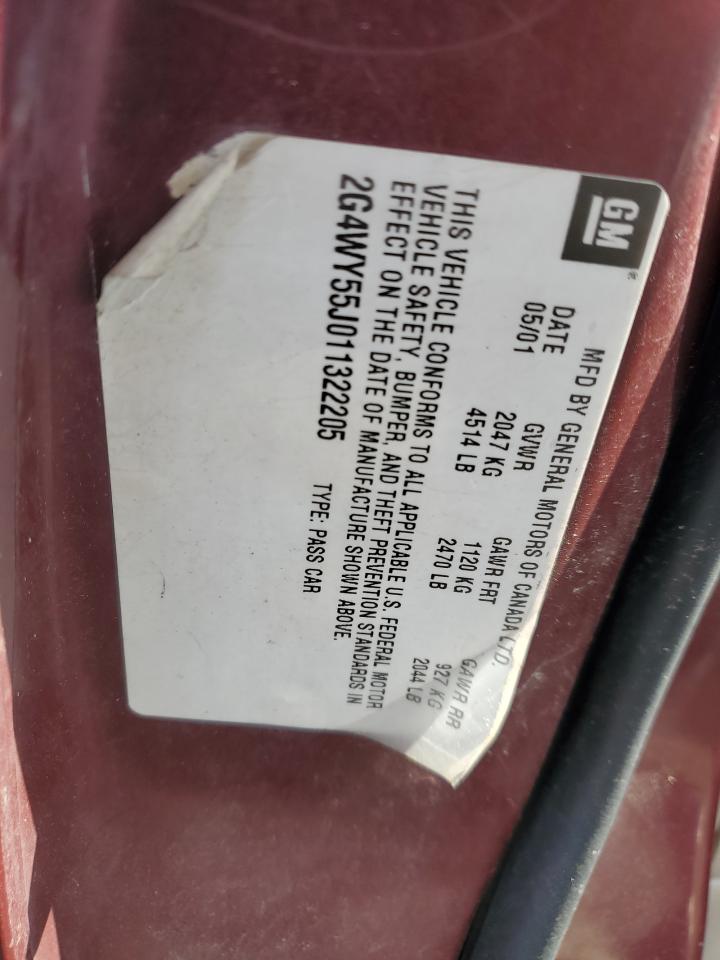 GM®
MFD BY GENERAL MOTORS OF CANADA LTD.
DATE GVWR GAWR FRT GAWR RR
05/01 2047 KG 1120 KG 927 KG
4514 LB 2470 LB 2044 LB
THIS VEHICLE CONFORMS TO ALL APPLICABLE U.S. FEDERAL MOTOR
VEHICLE SAFETY, BUMPER, AND THEFT PREVENTION STANDARDS IN
EFFECT ON THE DATE OF MANUFACTURE SHOWN ABOVE.
2G4WY55J011322205 TYPE: PASS CAR